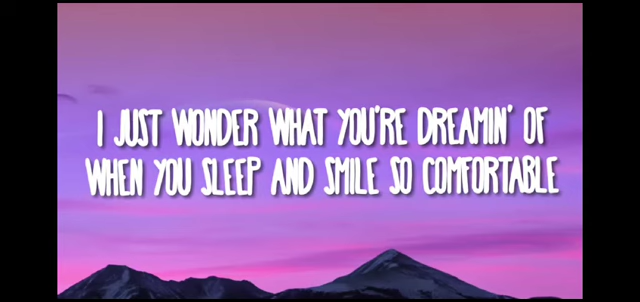 I JUST WONDER WHAT YOU'RE DREAMIN' OF
WHEN YOU SLEEP AND SMILE SO COMFORTABLE